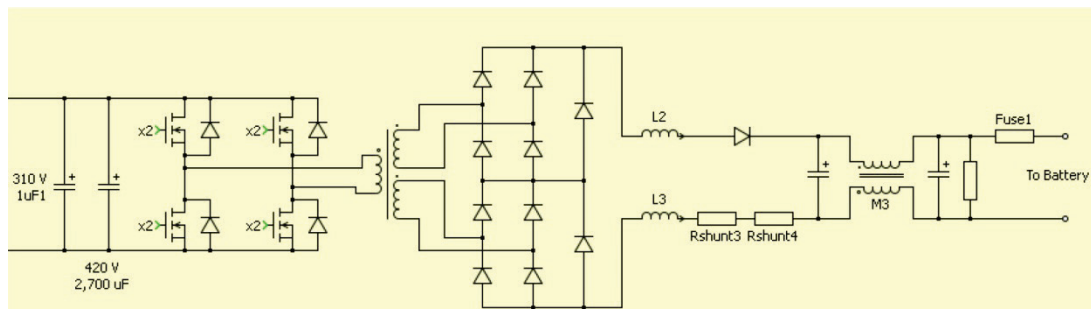 L2
Fuse1
x2
x2
310 V
1uF1
To Battery
L3
M3
x2
x2
Rshunt3
Rshunt4
420 V
2,700 uF